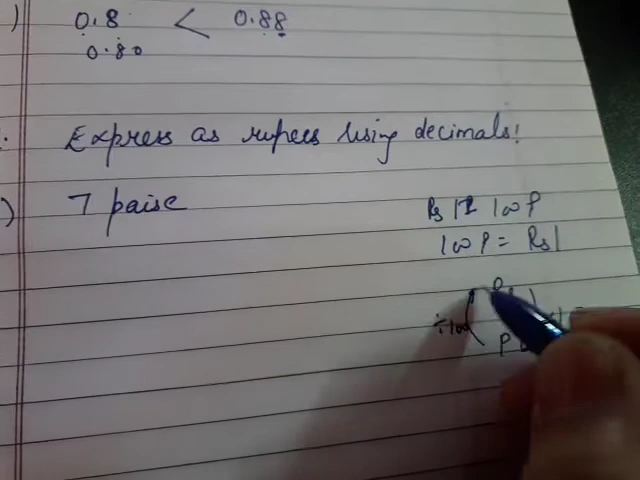 ) 0.8 < 0.88
0.80
Express as rupees using decimals:
) 7 paise
Rs 1 = 100 P
100 P = Rs 1
÷100
P